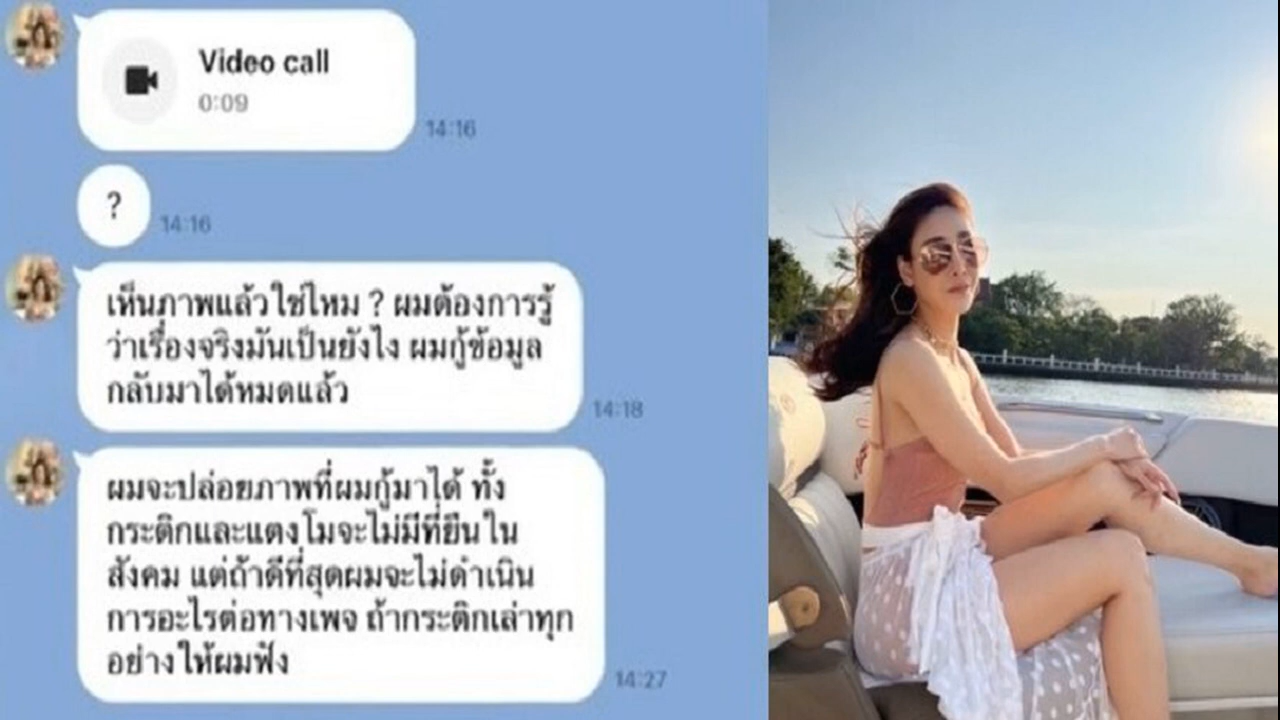 Video call
0:09
14:16
?
14:16
เห็นภาพแล้วใช่ไหม ? ผมต้องการรู้
ว่าเรื่องจริงมันเป็นยังไง ผมกู้ข้อมูล
กลับมาได้หมดแล้ว
14:18
ผมจะปล่อยภาพที่ผมกู้มาได้ ทั้ง
กระติกและแตงโมจะไม่มีที่ยืนใน
สังคม แต่ถ้าดีที่สุดผมจะไม่ดำเนิน
การอะไรต่อทางเพจ ถ้ากระติกเล่าทุก
อย่างให้ผมฟัง
14:27